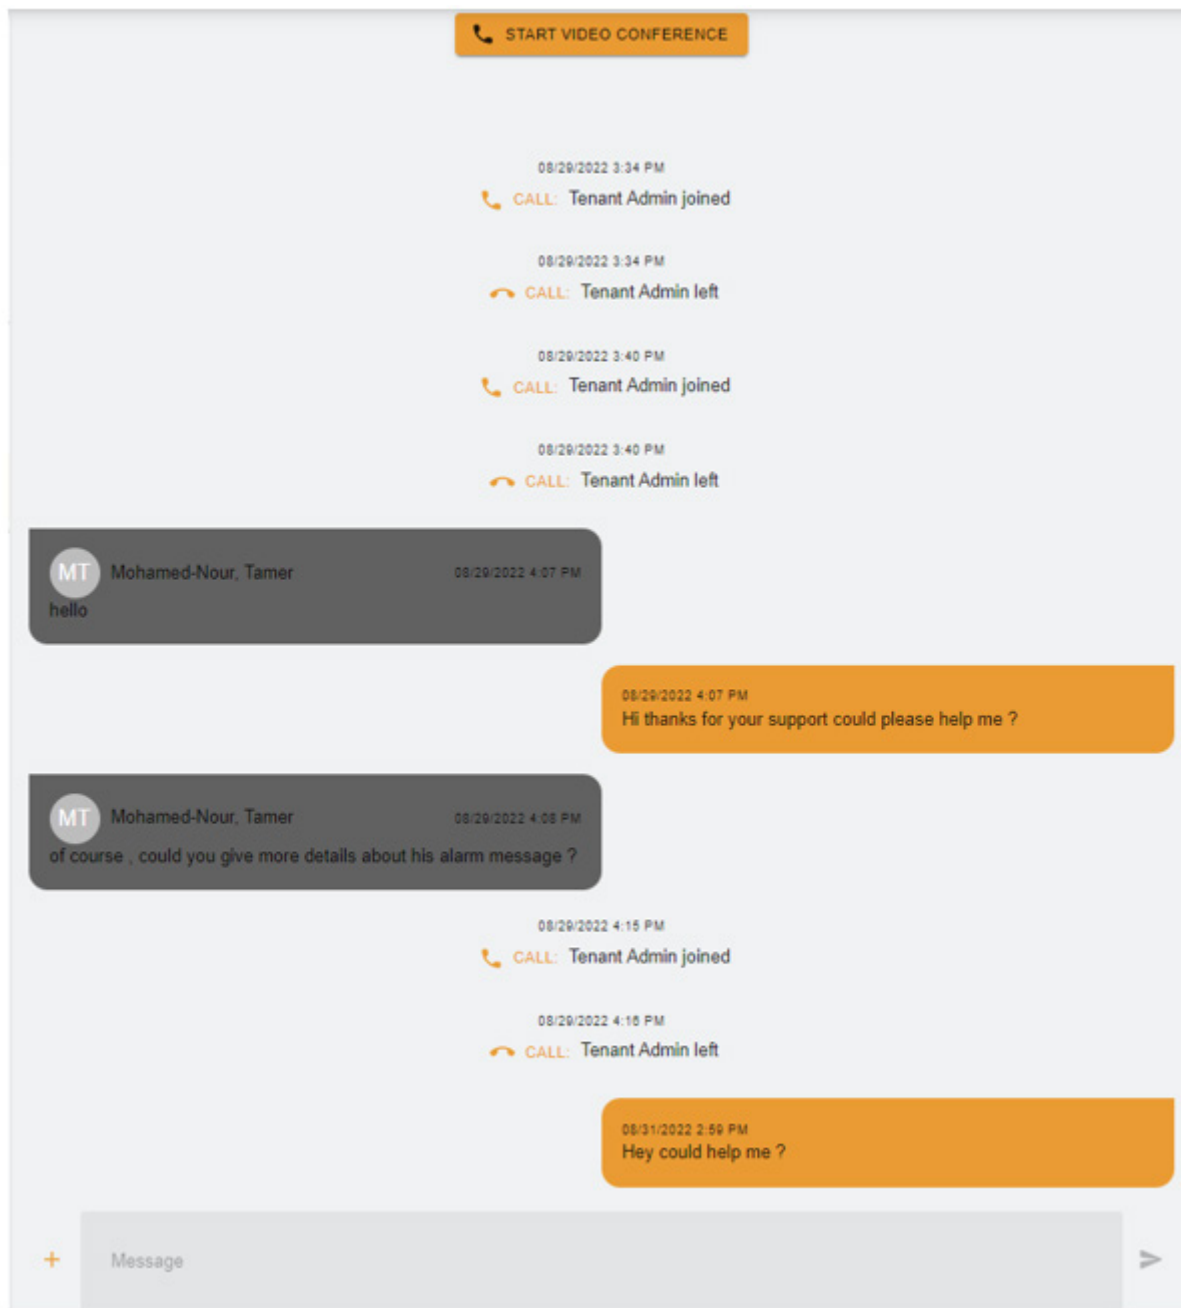 START VIDEO CONFERENCE
08/29/2022 3:34 PM
CALL: Tenant Admin joined
08/29/2022 3:34 PM
CALL: Tenant Admin left
08/29/2022 3:40 PM
CALL: Tenant Admin joined
08/29/2022 3:40 PM
CALL: Tenant Admin left
MT Mohamed-Nour, Tamer 08/29/2022 4:07 PM
hello
08/29/2022 4:07 PM
Hi thanks for your support could please help me ?
MT Mohamed-Nour, Tamer 08/29/2022 4:08 PM
of course , could you give more details about his alarm message ?
08/29/2022 4:15 PM
CALL: Tenant Admin joined
08/29/2022 4:16 PM
CALL: Tenant Admin left
08/31/2022 2:59 PM
Hey could help me ?
Message